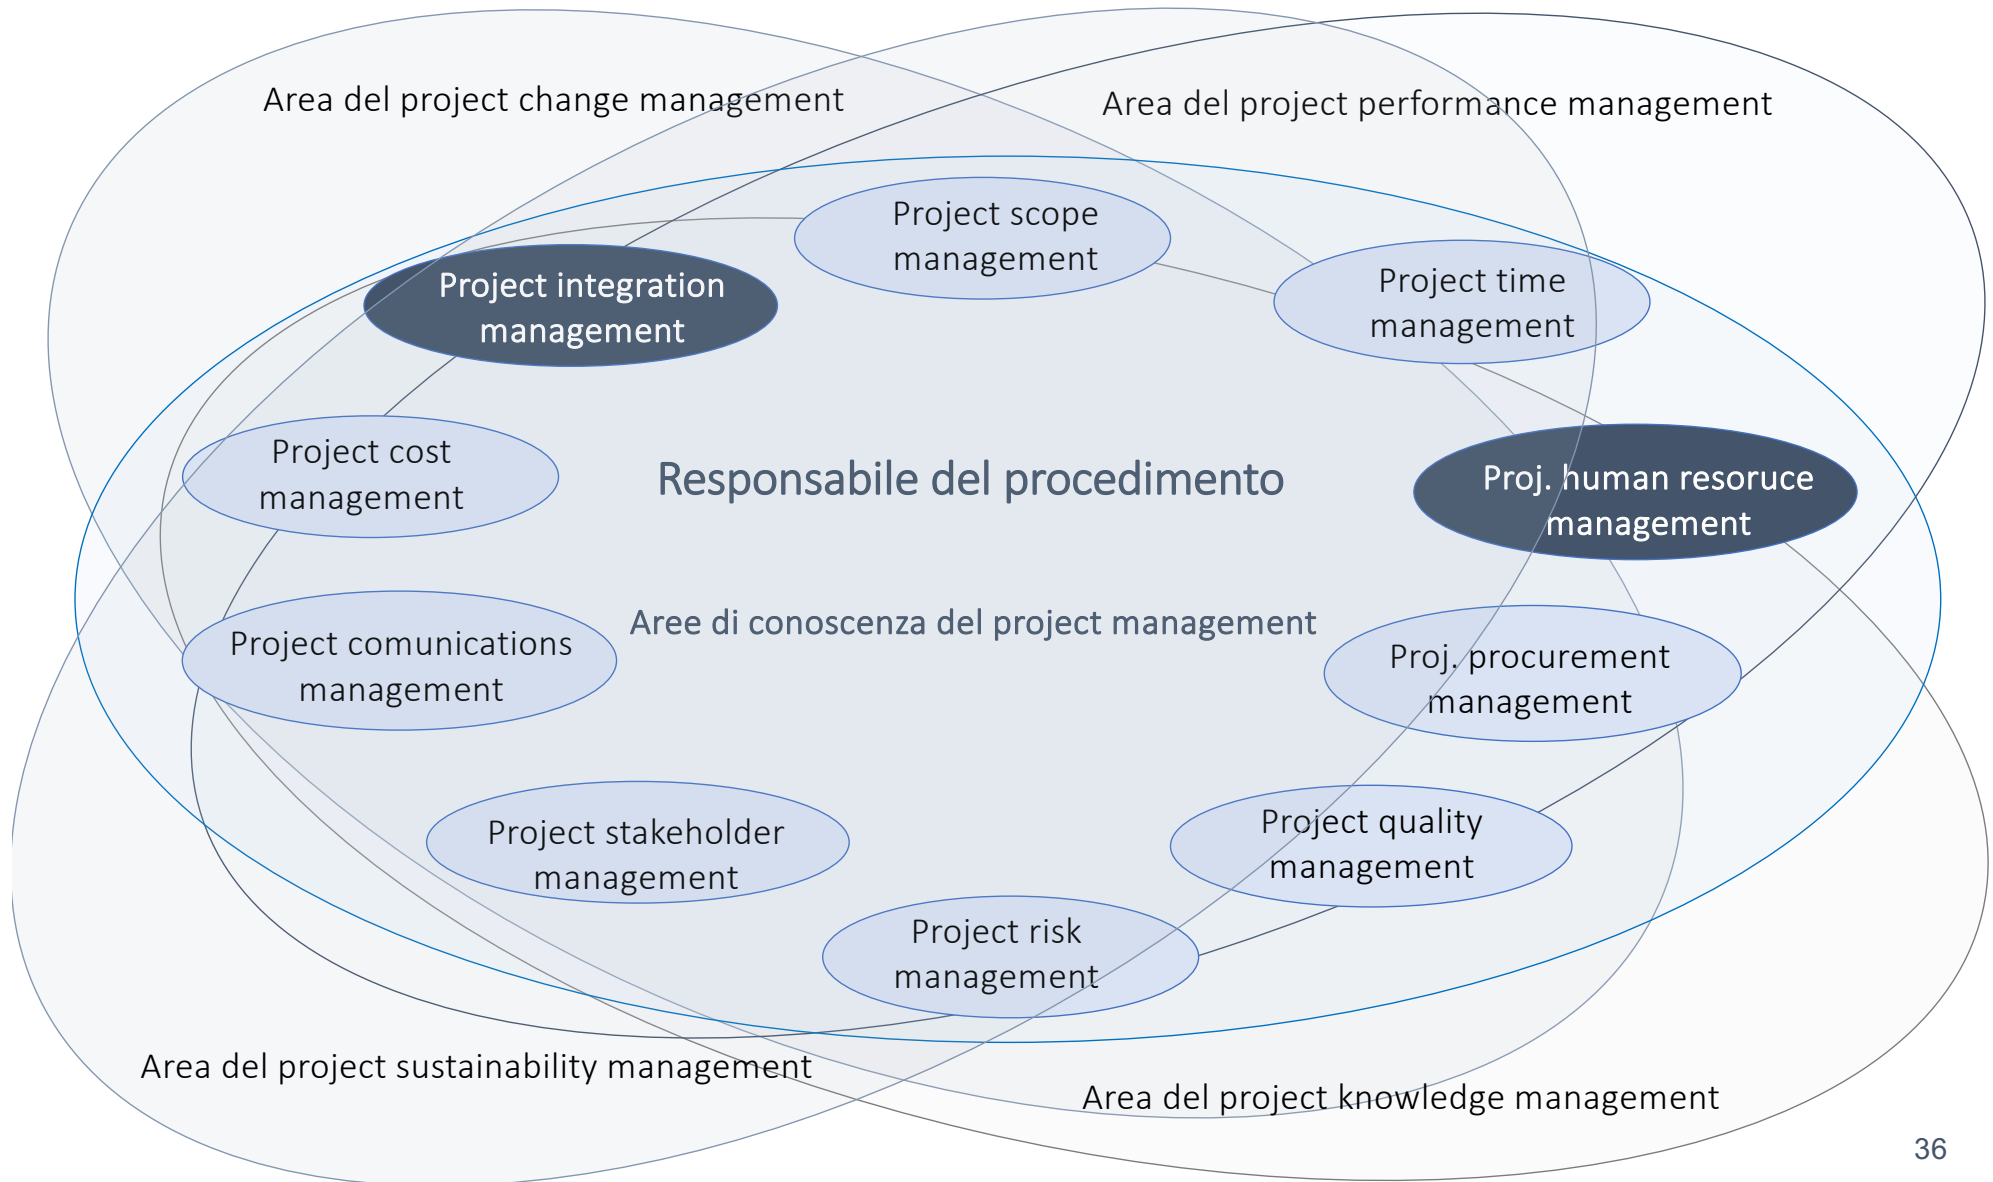 Area del project change management
Area del project performance management
Project scope
management
Project integration
management
Project time
management
Project cost
management
Responsabile del procedimento
Proj. human resoruce
management
Aree di conoscenza del project management
Project comunications
management
Proj. procurement
management
Project stakeholder
management
Project quality
management
Project risk
management
Area del project sustainability management
Area del project knowledge management
36